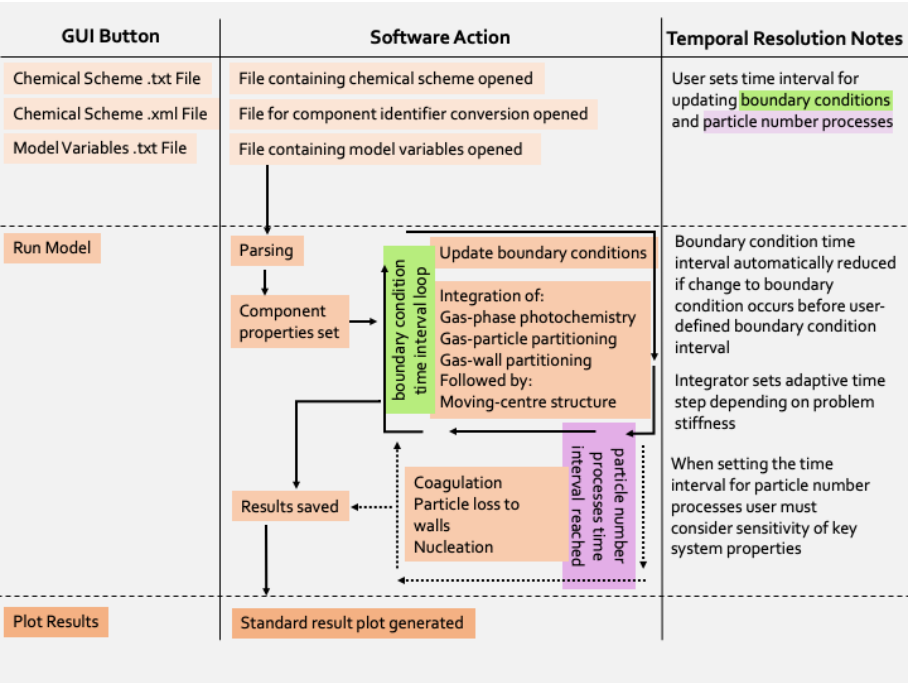 GUI Button
Software Action
Temporal Resolution Notes
Chemical Scheme .txt File
File containing chemical scheme opened
Chemical Scheme .xml File
File for component identifier conversion opened
Model Variables .txt File
File containing model variables opened
User sets time interval for
updating boundary conditions
and particle number processes
Run Model
Parsing
Component
properties set
boundary condition
time interval loop
Update boundary conditions
Integration of:
Gas-phase photochemistry
Gas-particle partitioning
Gas-wall partitioning
Followed by:
Moving-centre structure
Boundary condition time
interval automatically reduced
if change to boundary
condition occurs before user-
defined boundary condition
interval
Integrator sets adaptive time
step depending on problem
stiffness
Results saved
Coagulation
Particle loss to
walls
Nucleation
particle number
processes time
interval reached
When setting the time
interval for particle number
processes user must
consider sensitivity of key
system properties
Plot Results
Standard result plot generated